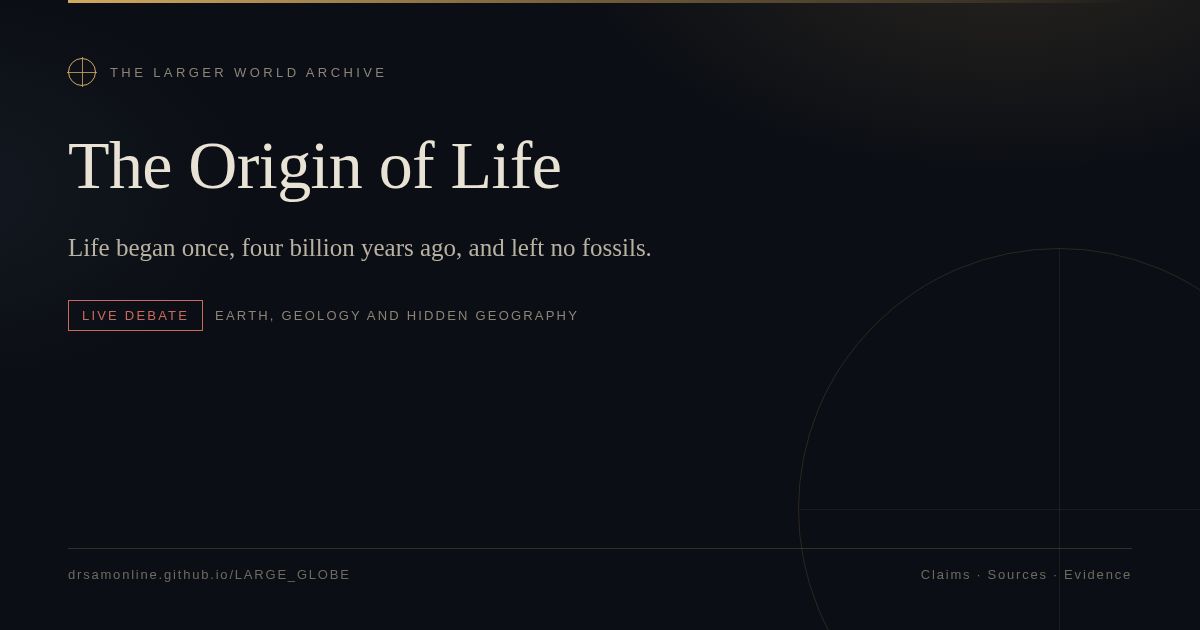 THE LARGER WORLD ARCHIVE
The Origin of Life
Life began once, four billion years ago, and left no fossils.
LIVE DEBATE EARTH, GEOLOGY AND HIDDEN GEOGRAPHY
drsamonline.github.io/LARGE_GLOBE Claims · Sources · Evidence